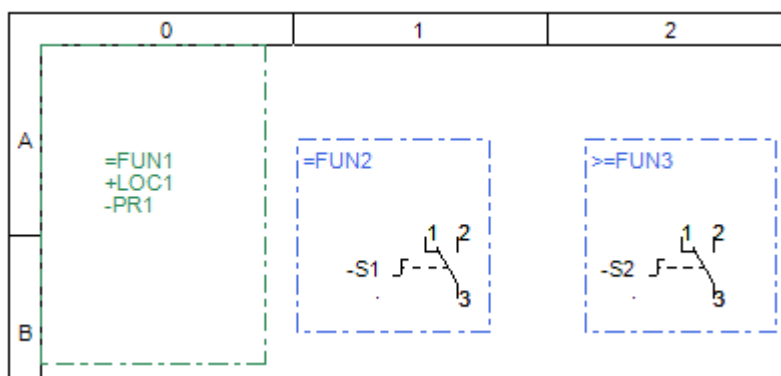 0 1 2
A
=FUN1
+LOC1
-PR1
=FUN2
>=FUN3
1 2
-S1
3
1 2
-S2
3
B